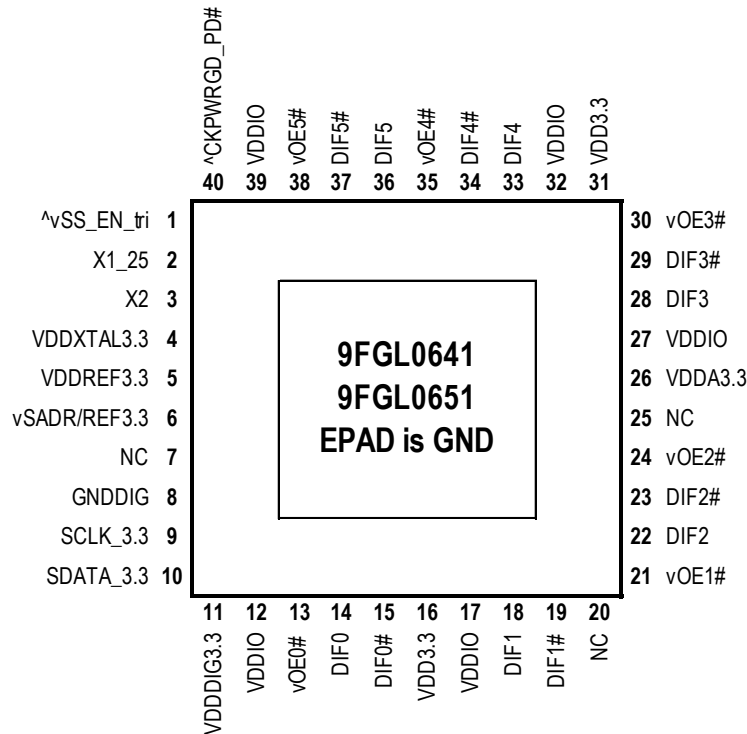 ^CKPWRGD_PD#
VDDIO
vOE5#
DIF5#
DIF5
vOE4#
DIF4#
DIF4
VDDIO
VDD3.3
40 39 38 37 36 35 34 33 32 31
^vSS_EN_tri 1
X1_25 2
X2 3
VDDXTAL3.3 4
VDDREF3.3 5
vSADR/REF3.3 6
NC 7
GNDDIG 8
SCLK_3.3 9
SDATA_3.3 10
9FGL0641
9FGL0651
EPAD is GND
30 vOE3#
29 DIF3#
28 DIF3
27 VDDIO
26 VDDA3.3
25 NC
24 vOE2#
23 DIF2#
22 DIF2
21 vOE1#
11 12 13 14 15 16 17 18 19 20
VDDDIG3.3
VDDIO
vOE0#
DIF0
DIF0#
VDD3.3
VDDIO
DIF1
DIF1#
NC